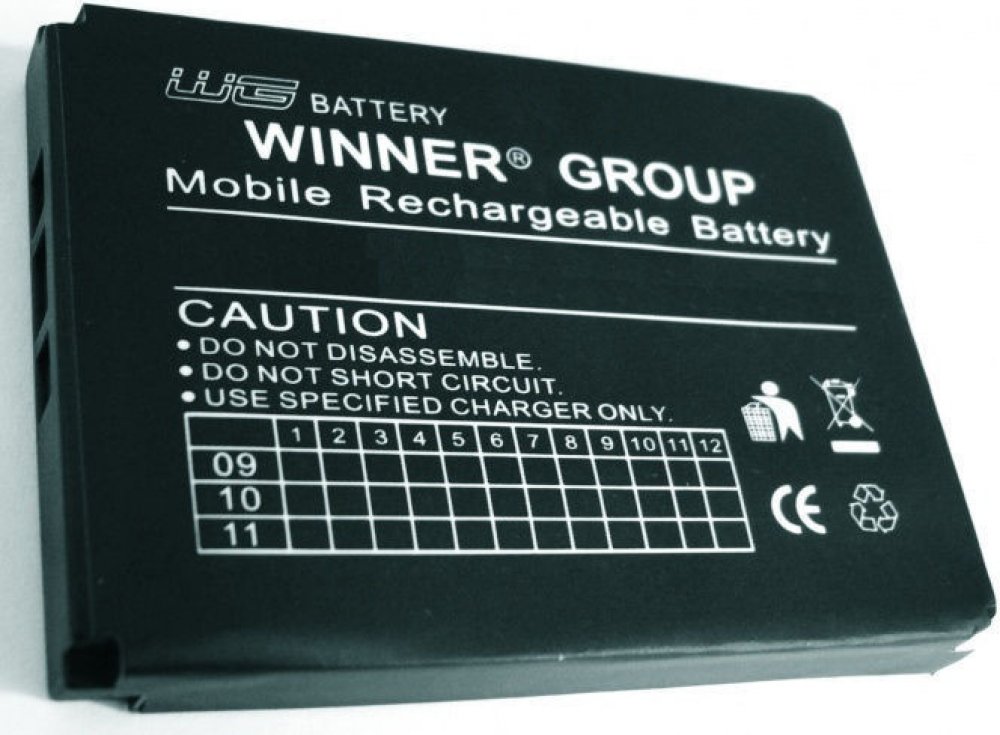 WG BATTERY
WINNER® GROUP
Mobile Rechargeable Battery
CAUTION
• DO NOT DISASSEMBLE.
• DO NOT SHORT CIRCUIT.
• USE SPECIFIED CHARGER ONLY.
1 2 3 4 5 6 7 8 9 10 11 12
09
10
11
CE